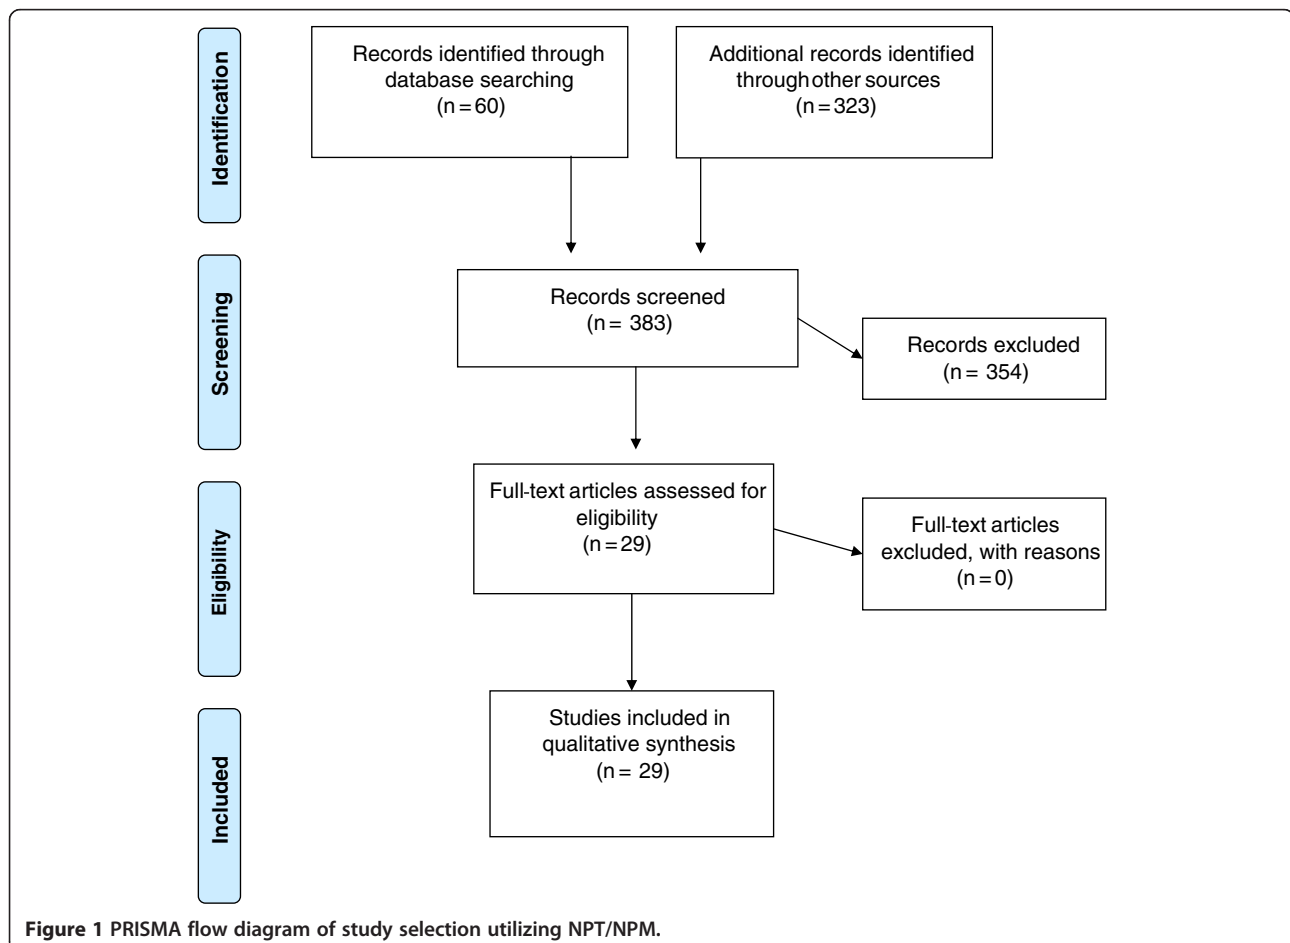 Identification
Records identified through
database searching
(n = 60)
Additional records identified
through other sources
(n = 323)
Screening
Records screened
(n = 383)
Records excluded
(n = 354)
Eligibility
Full-text articles assessed for
eligibility
(n = 29)
Full-text articles
excluded, with reasons
(n = 0)
Included
Studies included in
qualitative synthesis
(n = 29)
Figure 1 PRISMA flow diagram of study selection utilizing NPT/NPM.